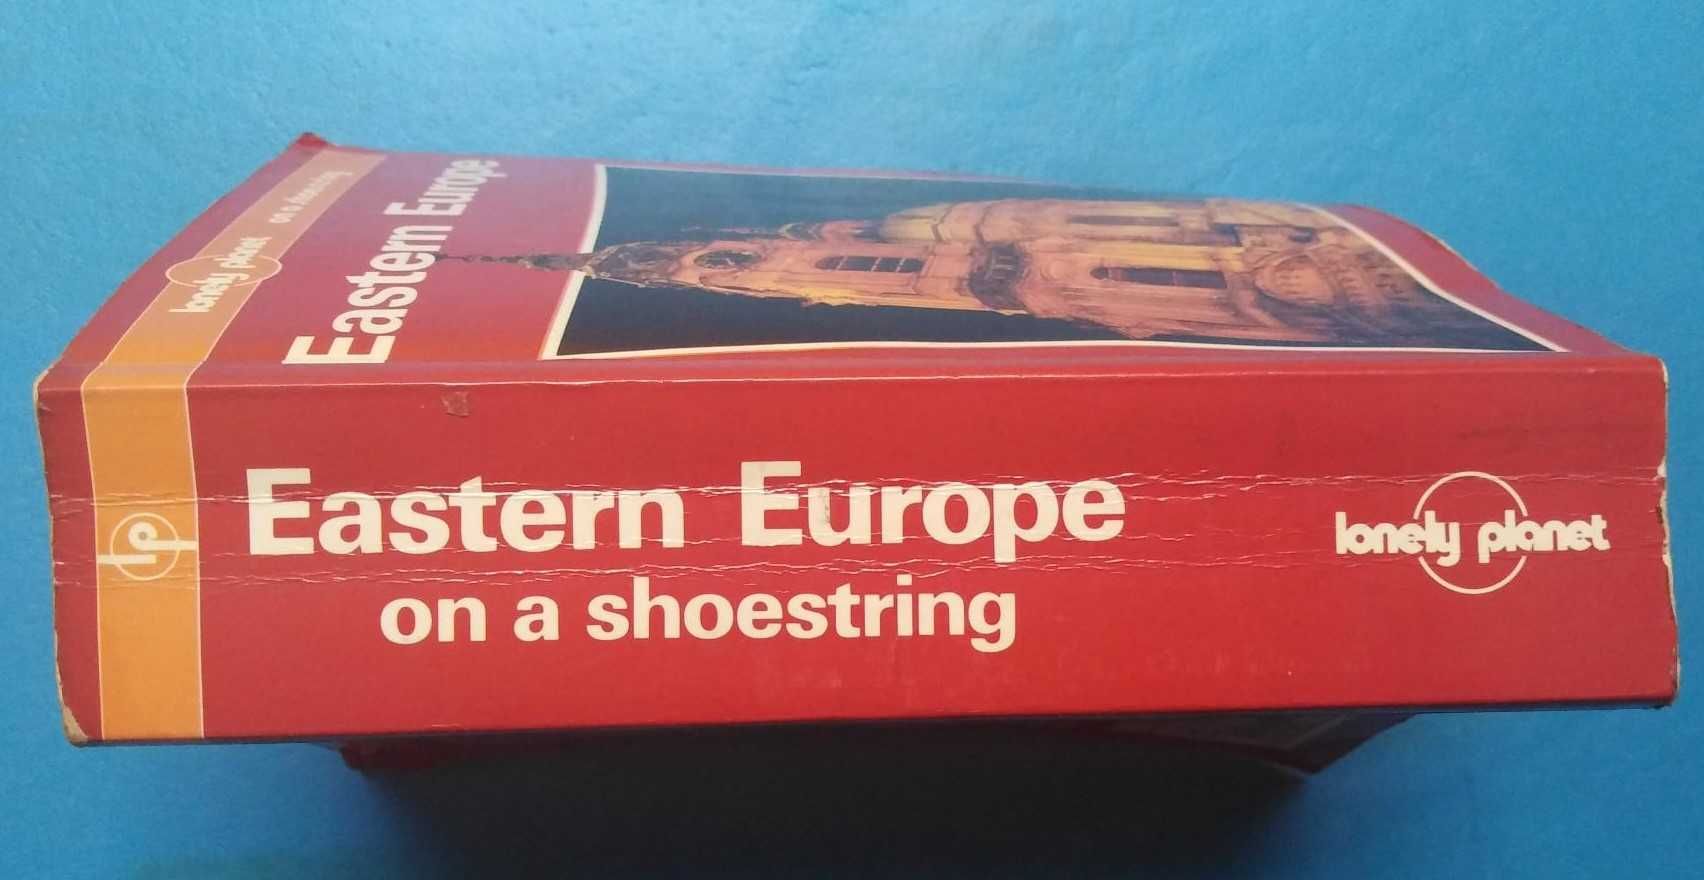 lonely planet
on a shoestring
Eastern Europe
lp
Eastern Europe
on a shoestring
lonely planet